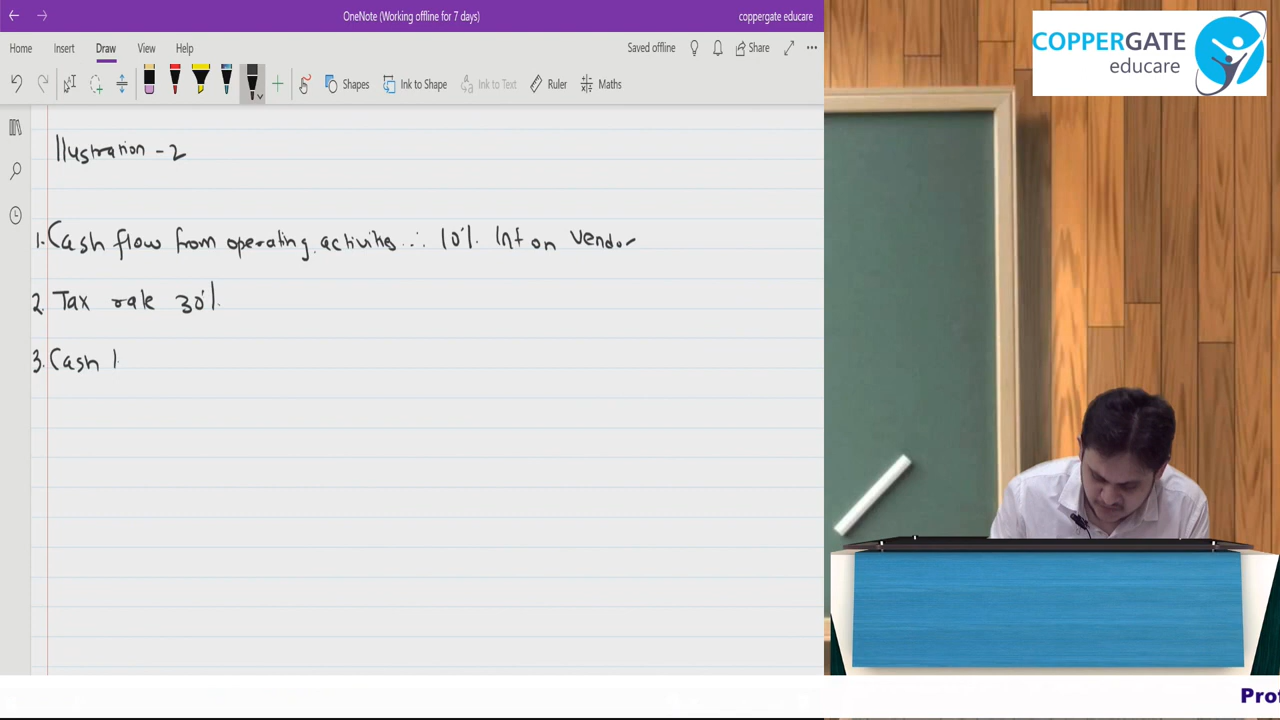 OneNote (Working offline for 7 days)
coppergate educare
Home Insert Draw View Help
Saved offline
Share
Shapes
Ink to Shape
Ink to Text
Ruler
Maths
COPPERGATE
educare
Illustration - 2
1. Cash flow from operating activities ∴ 10% Int on Vendor
2. Tax rate 30%
3. Cash
Prof